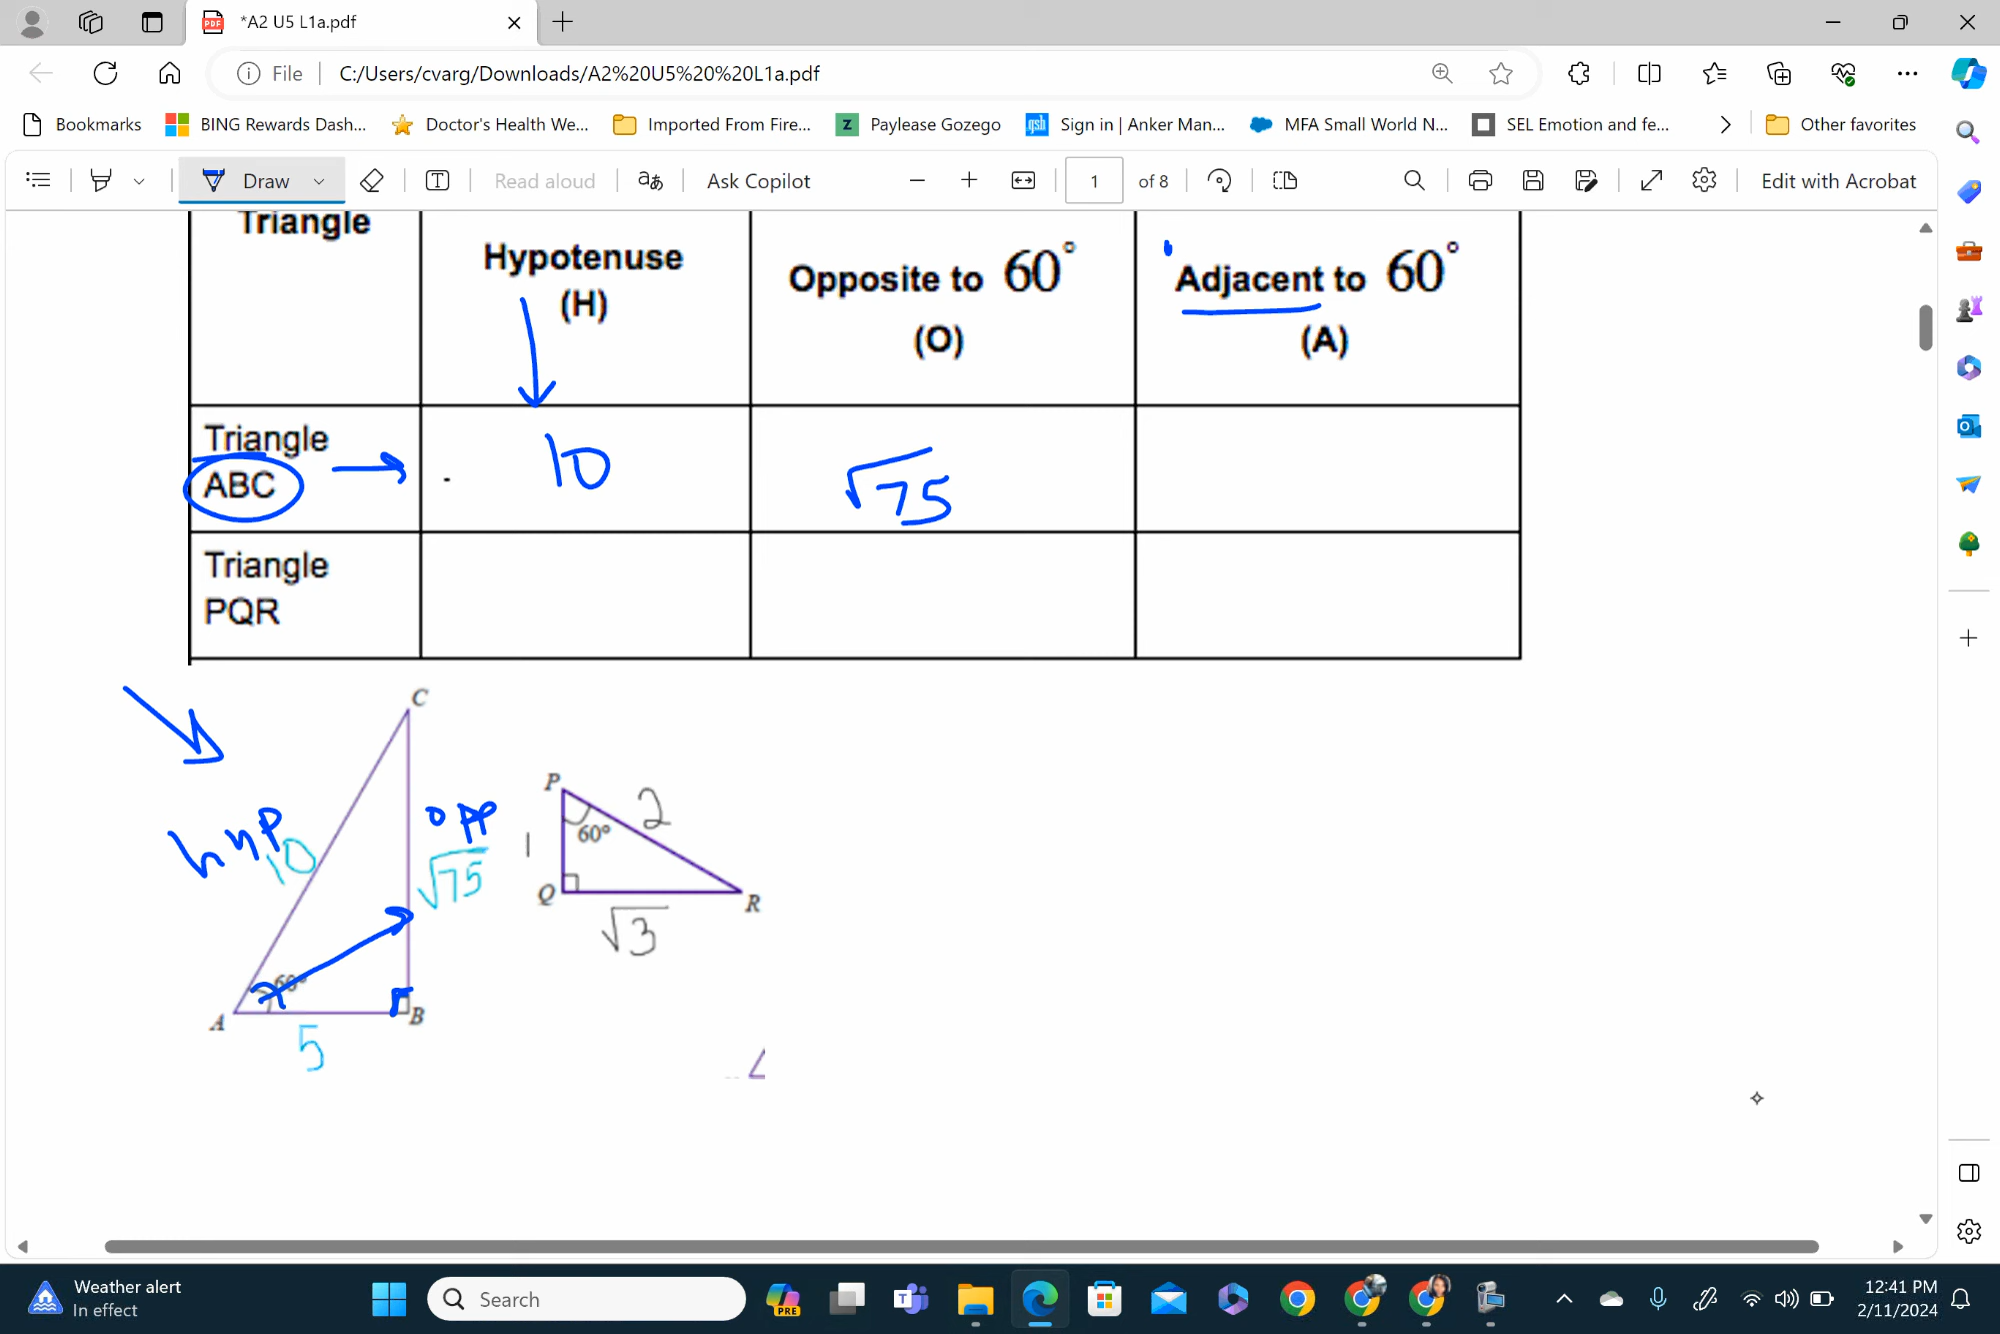 *A2 U5 L1a.pdf
File
C:/Users/cvarg/Downloads/A2%20U5%20%20L1a.pdf
Bookmarks
BING Rewards Dash...
Doctor's Health We...
Imported From Fire...
Z
Paylease Gozego
gsh
Sign in | Anker Man...
MFA Small World N...
SEL Emotion and fe...
Other favorites
Draw
Read aloud
Ask Copilot
1
of 8
Edit with Acrobat
Triangle
Hypotenuse
(H)
Opposite to 60°
(O)
Adjacent to 60°
(A)
Triangle
ABC
10
√75
Triangle
PQR
C
hyp
10
opp
√75
60°
A
B
5
P
2
60°
1
Q
R
√3
Weather alert
In effect
Search
PRE
12:41 PM
2/11/2024